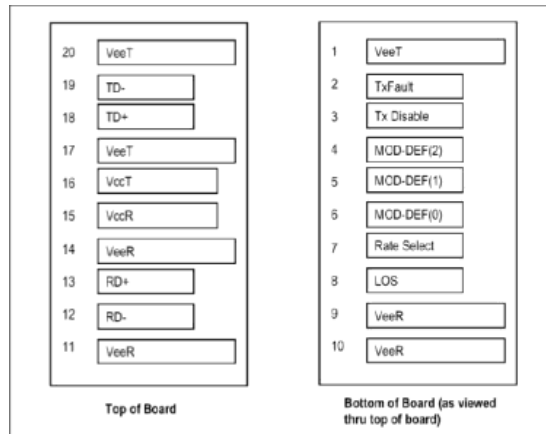 20 VeeT
19 TD-
18 TD+
17 VeeT
16 VccT
15 VccR
14 VeeR
13 RD+
12 RD-
11 VeeR
Top of Board
1 VeeT
2 TxFault
3 Tx Disable
4 MOD-DEF(2)
5 MOD-DEF(1)
6 MOD-DEF(0)
7 Rate Select
8 LOS
9 VeeR
10 VeeR
Bottom of Board (as viewed
thru top of board)